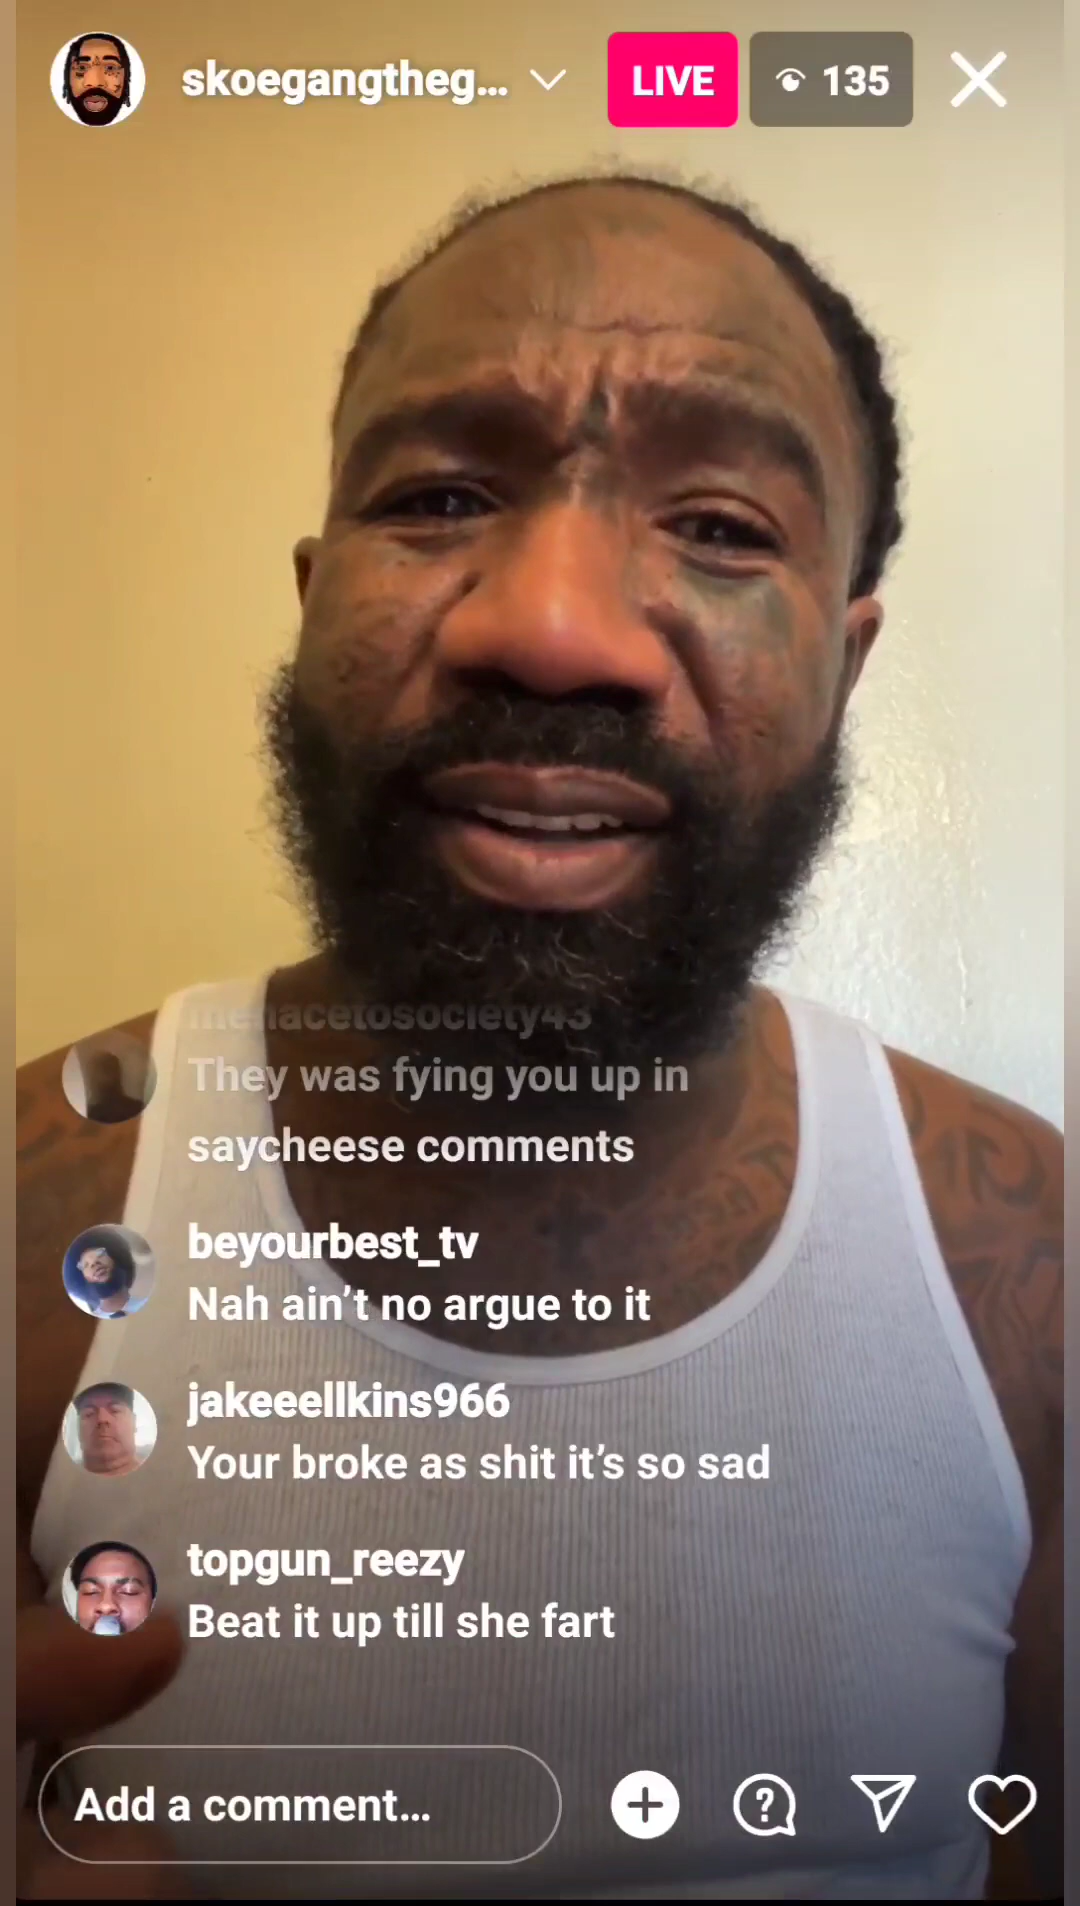 skoegangtheg...
LIVE
135
menacetosociety43
They was fying you up in
saycheese comments
beyourbest_tv
Nah ain't no argue to it
jakeeellkins966
Your broke as shit it's so sad
topgun_reezy
Beat it up till she fart
Add a comment...